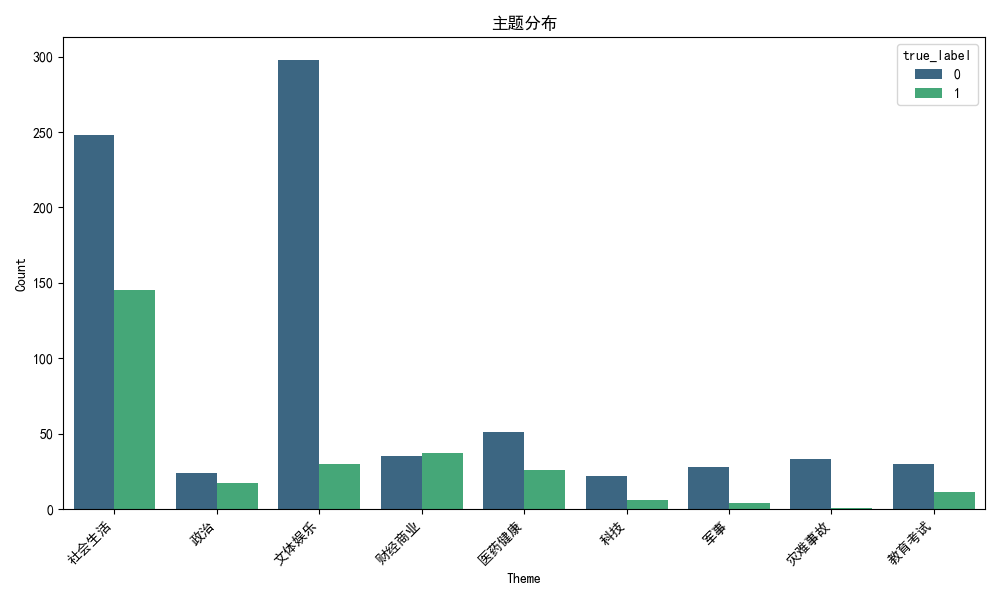 主题分布
true_label
0
1
300
250
200
150
100
50
0
Count
社会生活
政治
文体娱乐
财经商业
医药健康
科技
军事
灾难事故
教育考试
Theme